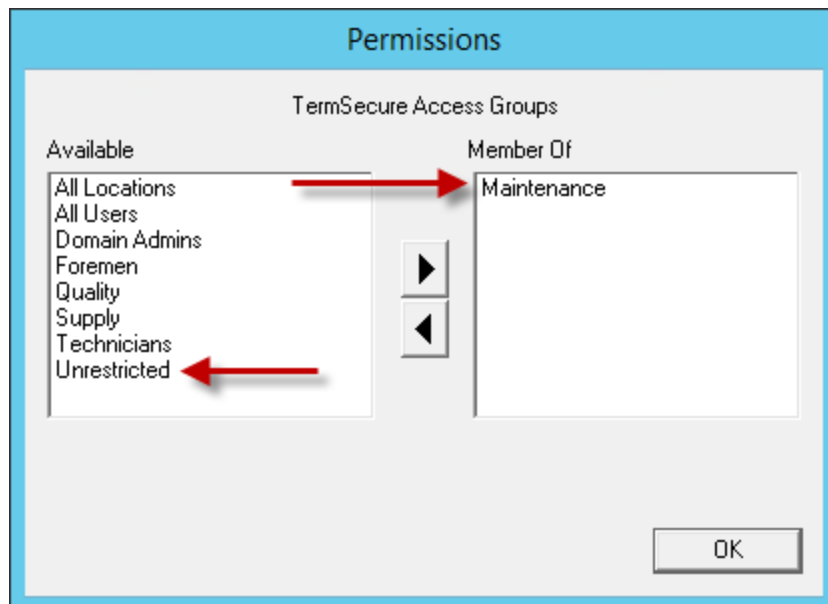 Permissions
TermSecure Access Groups
Available
All Locations
All Users
Domain Admins
Foremen
Quality
Supply
Technicians
Unrestricted
Member Of
Maintenance
OK